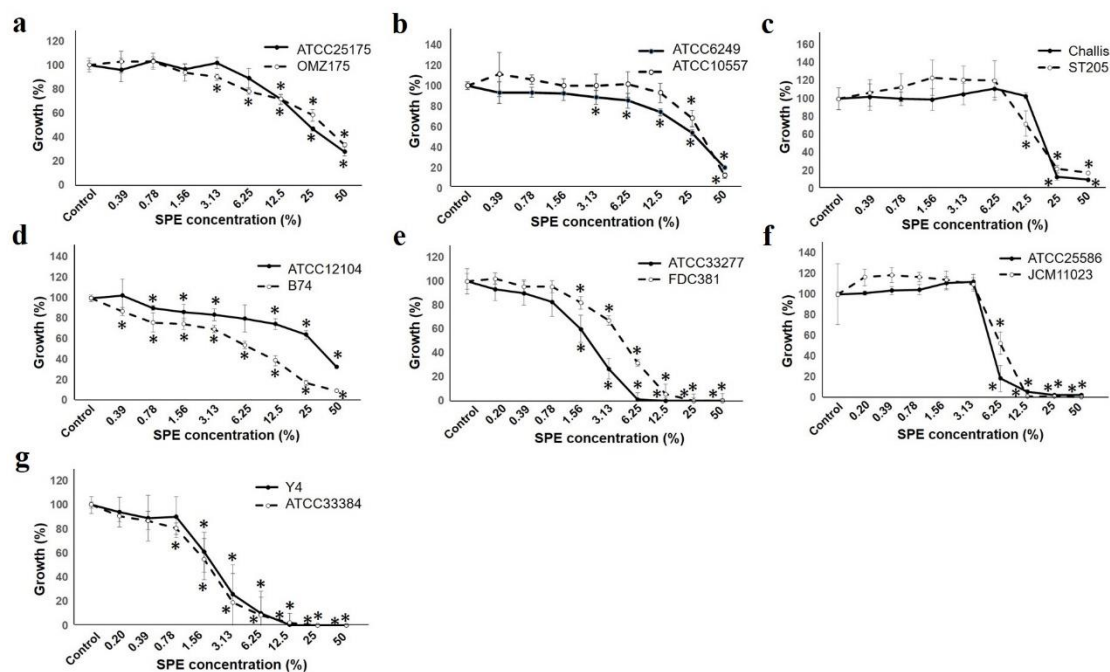 a
120
100
80
60
40
20
0
Growth (%)
ATCC25175
OMZ175
* * * * *
* * *
Control 0.39 0.78 1.56 3.13 6.25 12.5 25 50
SPE concentration (%)
b
140
120
100
80
60
40
20
0
Growth (%)
ATCC6249
ATCC10557
* *
* * * * *
Control 0.39 0.78 1.56 3.13 6.25 12.5 25 50
SPE concentration (%)
c
160
140
120
100
80
60
40
20
0
Growth (%)
Challis
ST205
* * * * *
Control 0.39 0.78 1.56 3.13 6.25 12.5 25 50
SPE concentration (%)
d
140
120
100
80
60
40
20
0
Growth (%)
ATCC12104
B74
* * * * * *
* * * * * * * *
Control 0.39 0.78 1.56 3.13 6.25 12.5 25 50
SPE concentration (%)
e
120
100
80
60
40
20
0
Growth (%)
ATCC33277
FDC381
* * * * * * * * * * * *
Control 0.20 0.39 0.78 1.56 3.13 6.25 12.5 25 50
SPE concentration (%)
f
140
120
100
80
60
40
20
0
Growth (%)
ATCC25586
JCM11023
* * * * * * * *
Control 0.20 0.39 0.78 1.56 3.13 6.25 12.5 25 50
SPE concentration (%)
g
120
100
80
60
40
20
0
Growth (%)
Y4
ATCC33384
* * * * * * * * * * * * *
Control 0.20 0.39 0.78 1.56 3.13 6.25 12.5 25 50
SPE concentration (%)